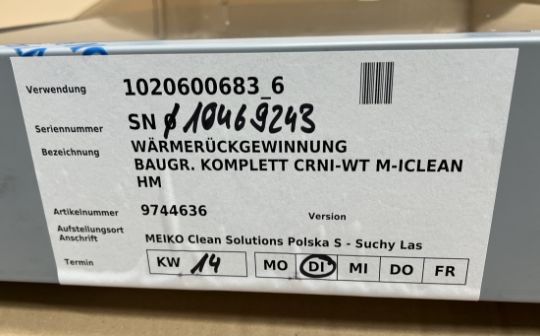 Verwendung 1020600683_6
Seriennummer SN ø 10469243
Bezeichnung WÄRMERÜCKGEWINNUNG
BAUGR. KOMPLETT CRNI-WT M-ICLEAN
HM
Artikelnummer 9744636 Version
Aufstellungsort
Anschrift MEIKO Clean Solutions Polska S - Suchy Las
Termin KW 14 MO DI MI DO FR